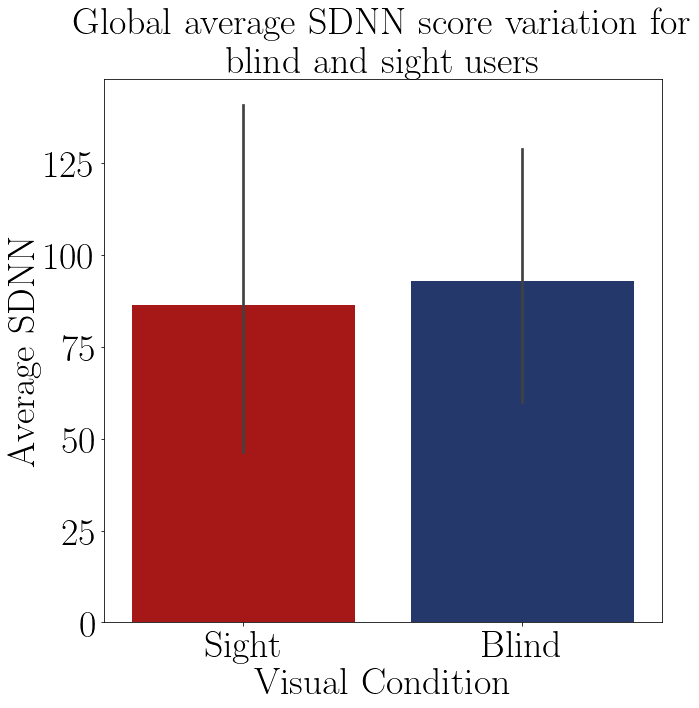 Global average SDNN score variation for
blind and sight users
125
100
75
50
25
0
Average SDNN
Sight
Blind
Visual Condition